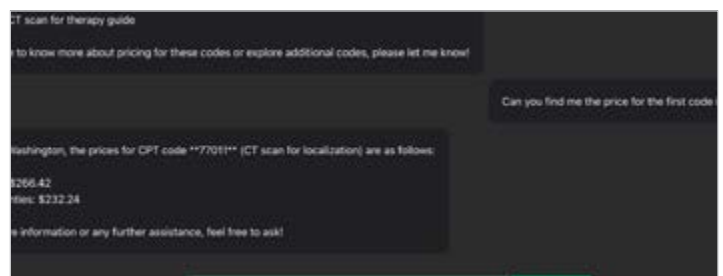 CT scan for therapy guide
to know more about pricing for these codes or explore additional codes, please let me know!
Can you find me the price for the first code
Washington, the prices for CPT code **77011** (CT scan for localization) are as follows:
$266.42
nties: $232.24
e information or any further assistance, feel free to ask!